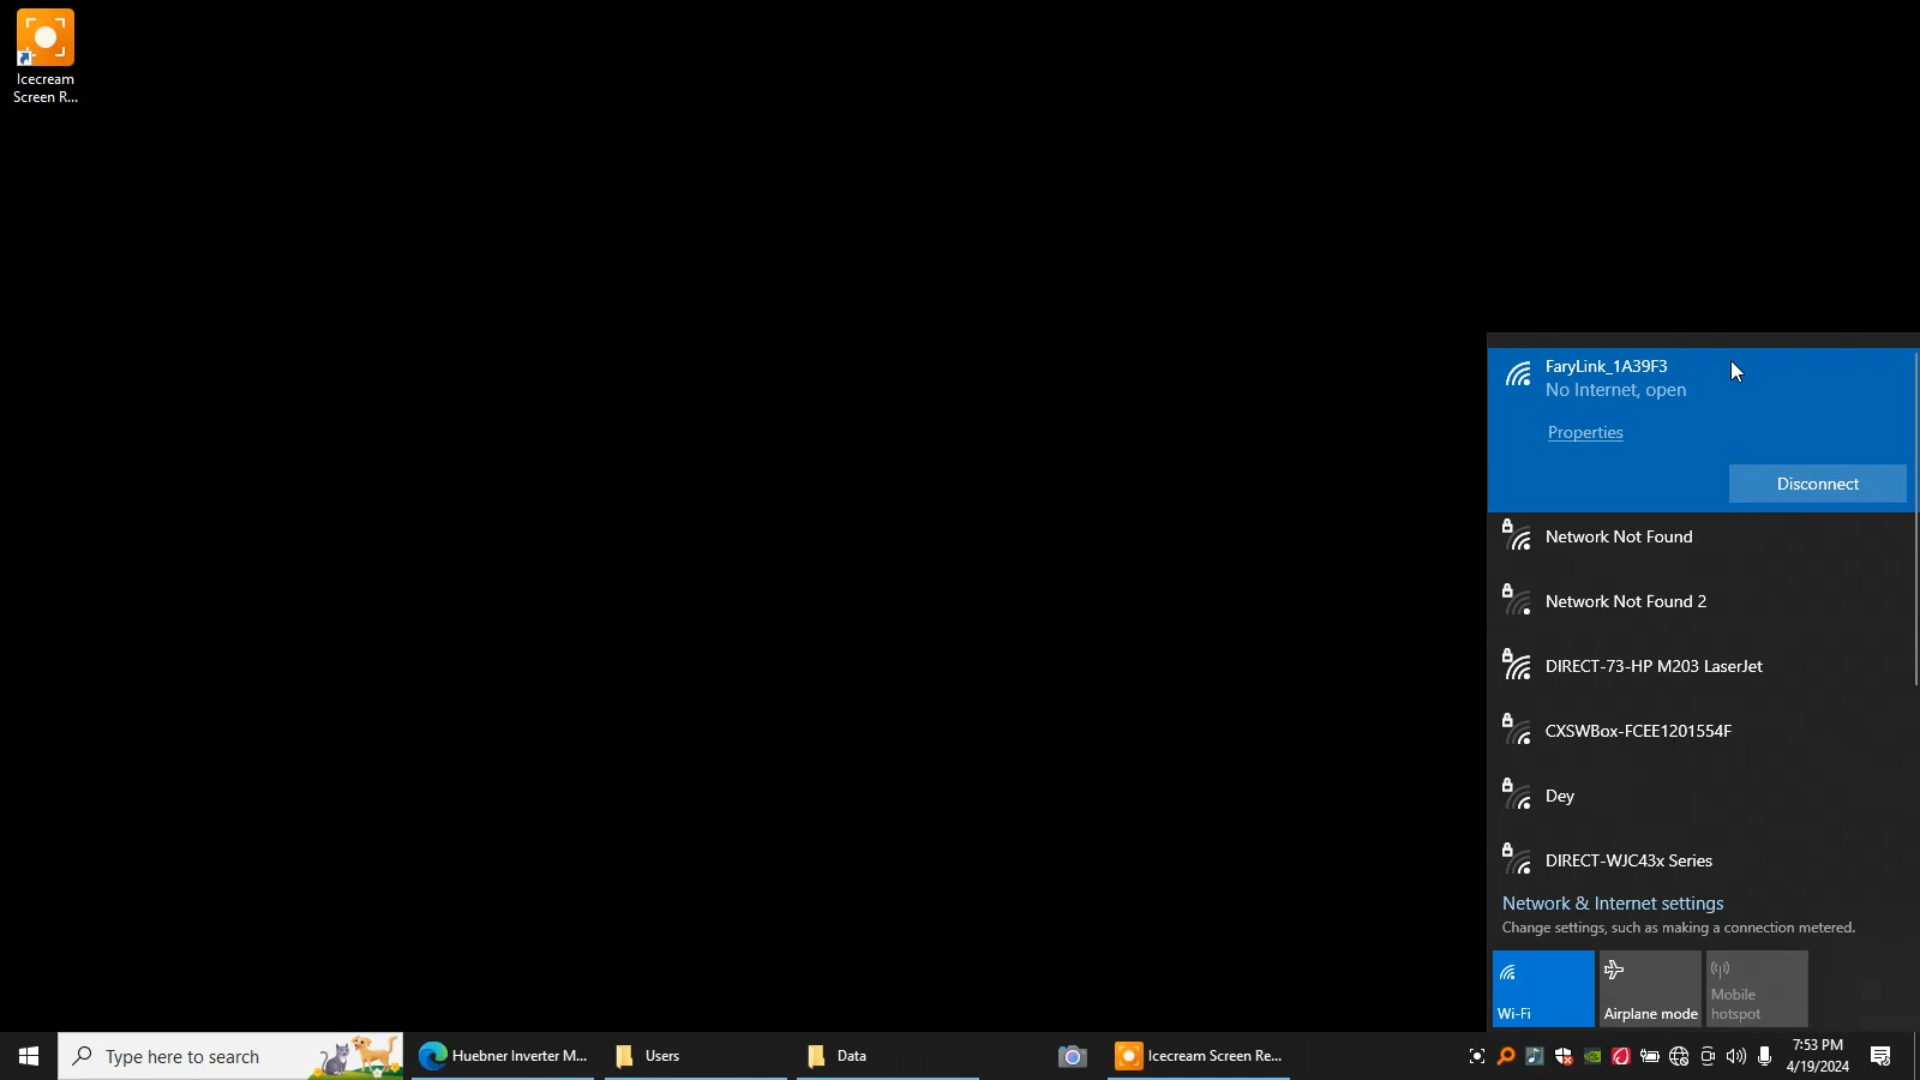 Icecream
Screen R...
FaryLink_1A39F3
No Internet, open
Properties
Disconnect
Network Not Found
Network Not Found 2
DIRECT-73-HP M203 LaserJet
CXSWBox-FCEE1201554F
Dey
DIRECT-WJC43x Series
Network & Internet settings
Change settings, such as making a connection metered.
Wi-Fi
Airplane mode
Mobile
hotspot
Type here to search
Huebner Inverter M...
Users
Data
Icecream Screen Re...
7:53 PM
4/19/2024